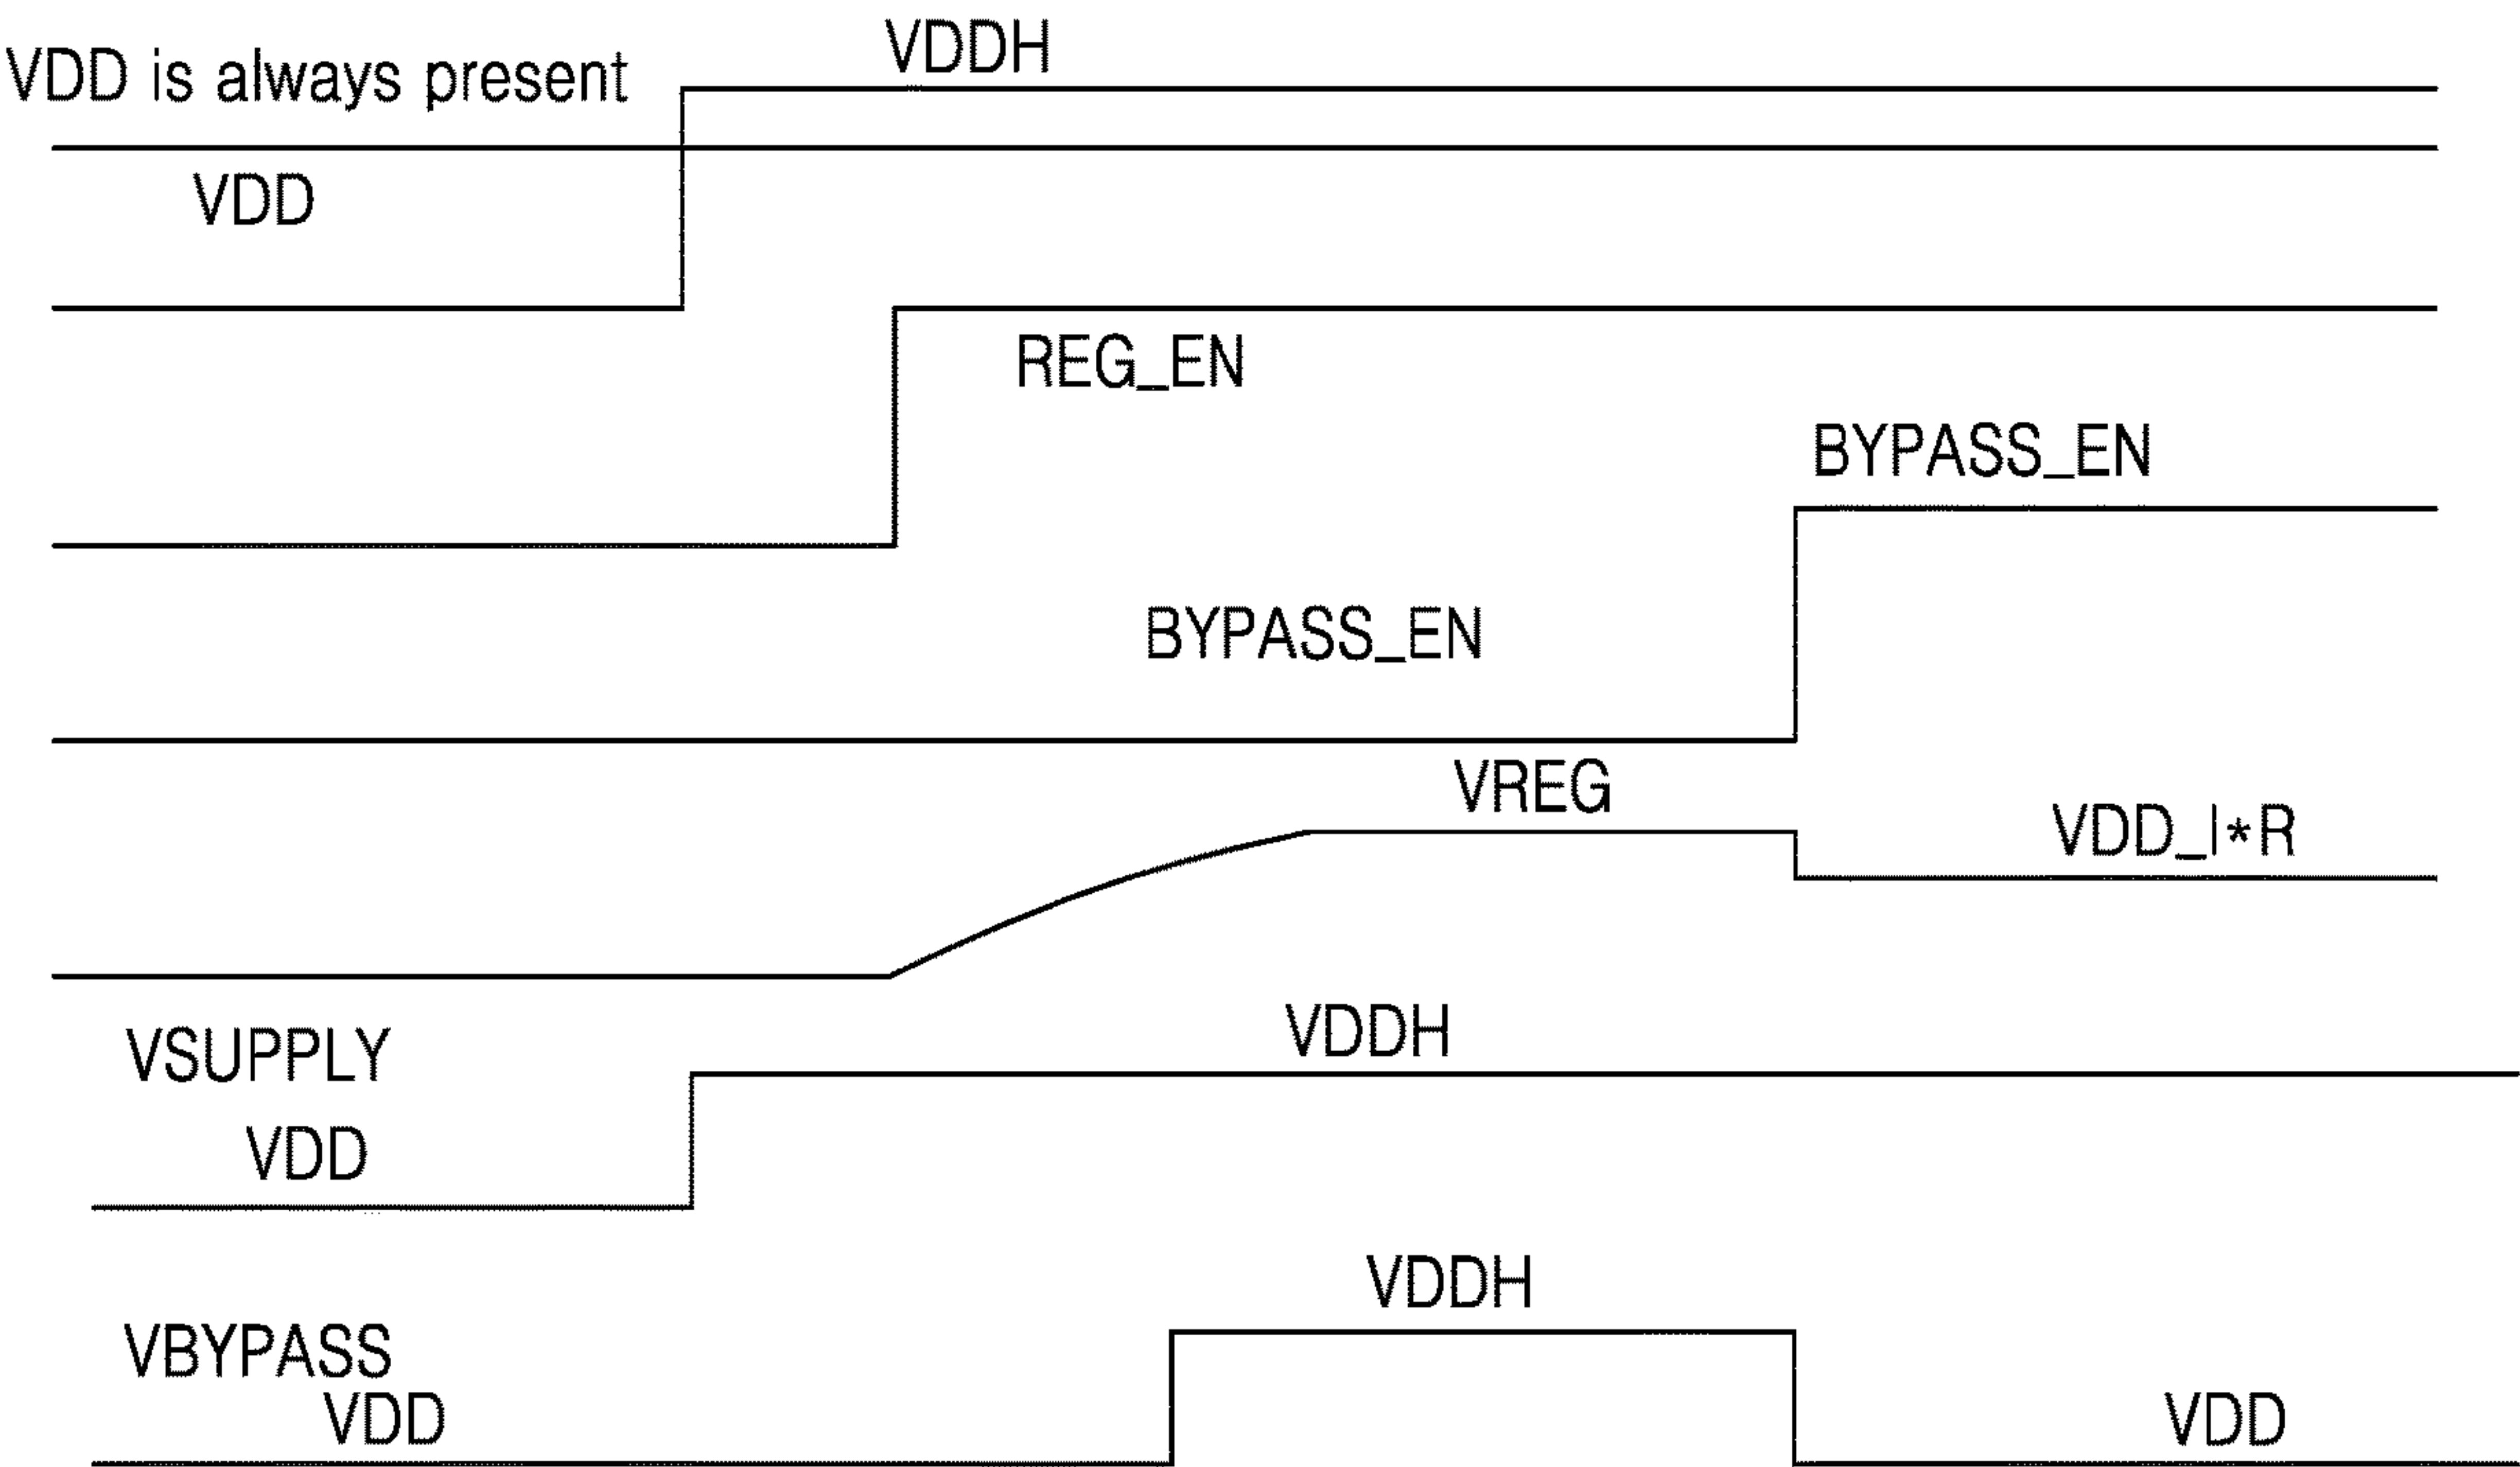 VDDH
VDD is always present
VDD
REG_EN
BYPASS_EN
BYPASS_EN
VREG
VDD_I*R
VDDH
VSUPPLY
VDD
VDDH
VBYPASS
VDD
VDD